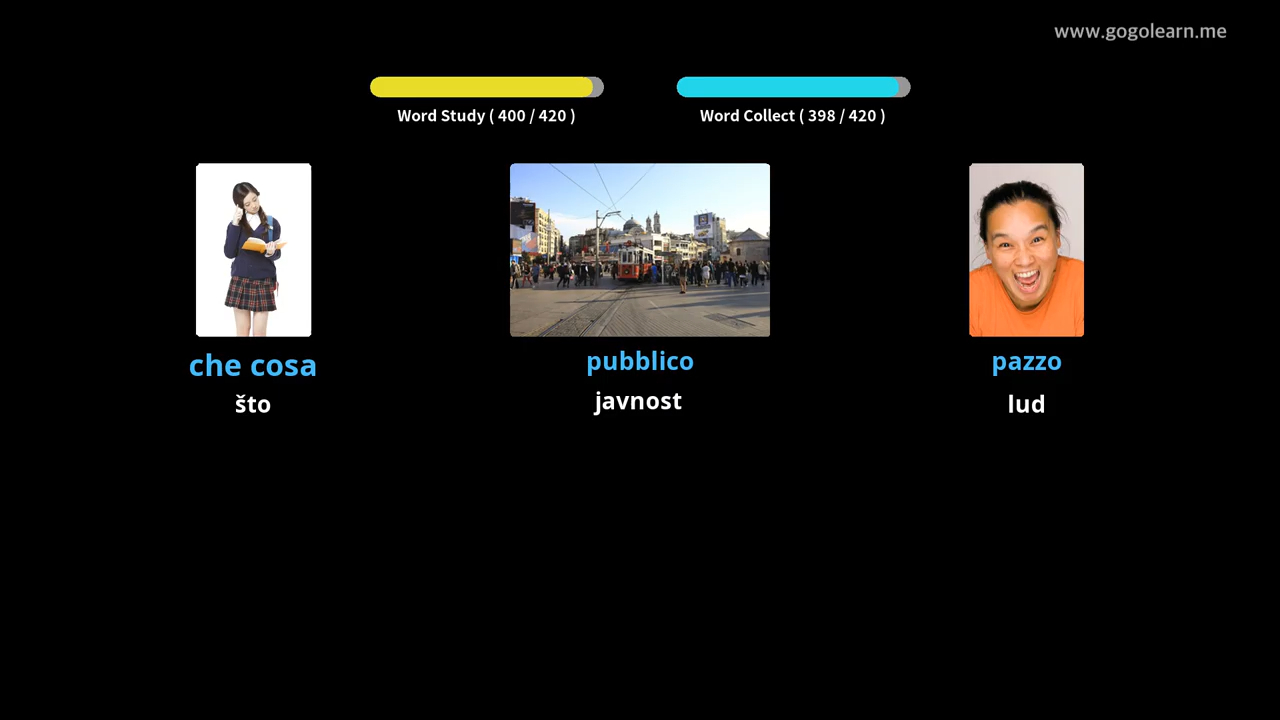 www.gogolearn.me
Word Study ( 400 / 420 )
Word Collect ( 398 / 420 )
che cosa
što
pubblico
javnost
pazzo
lud